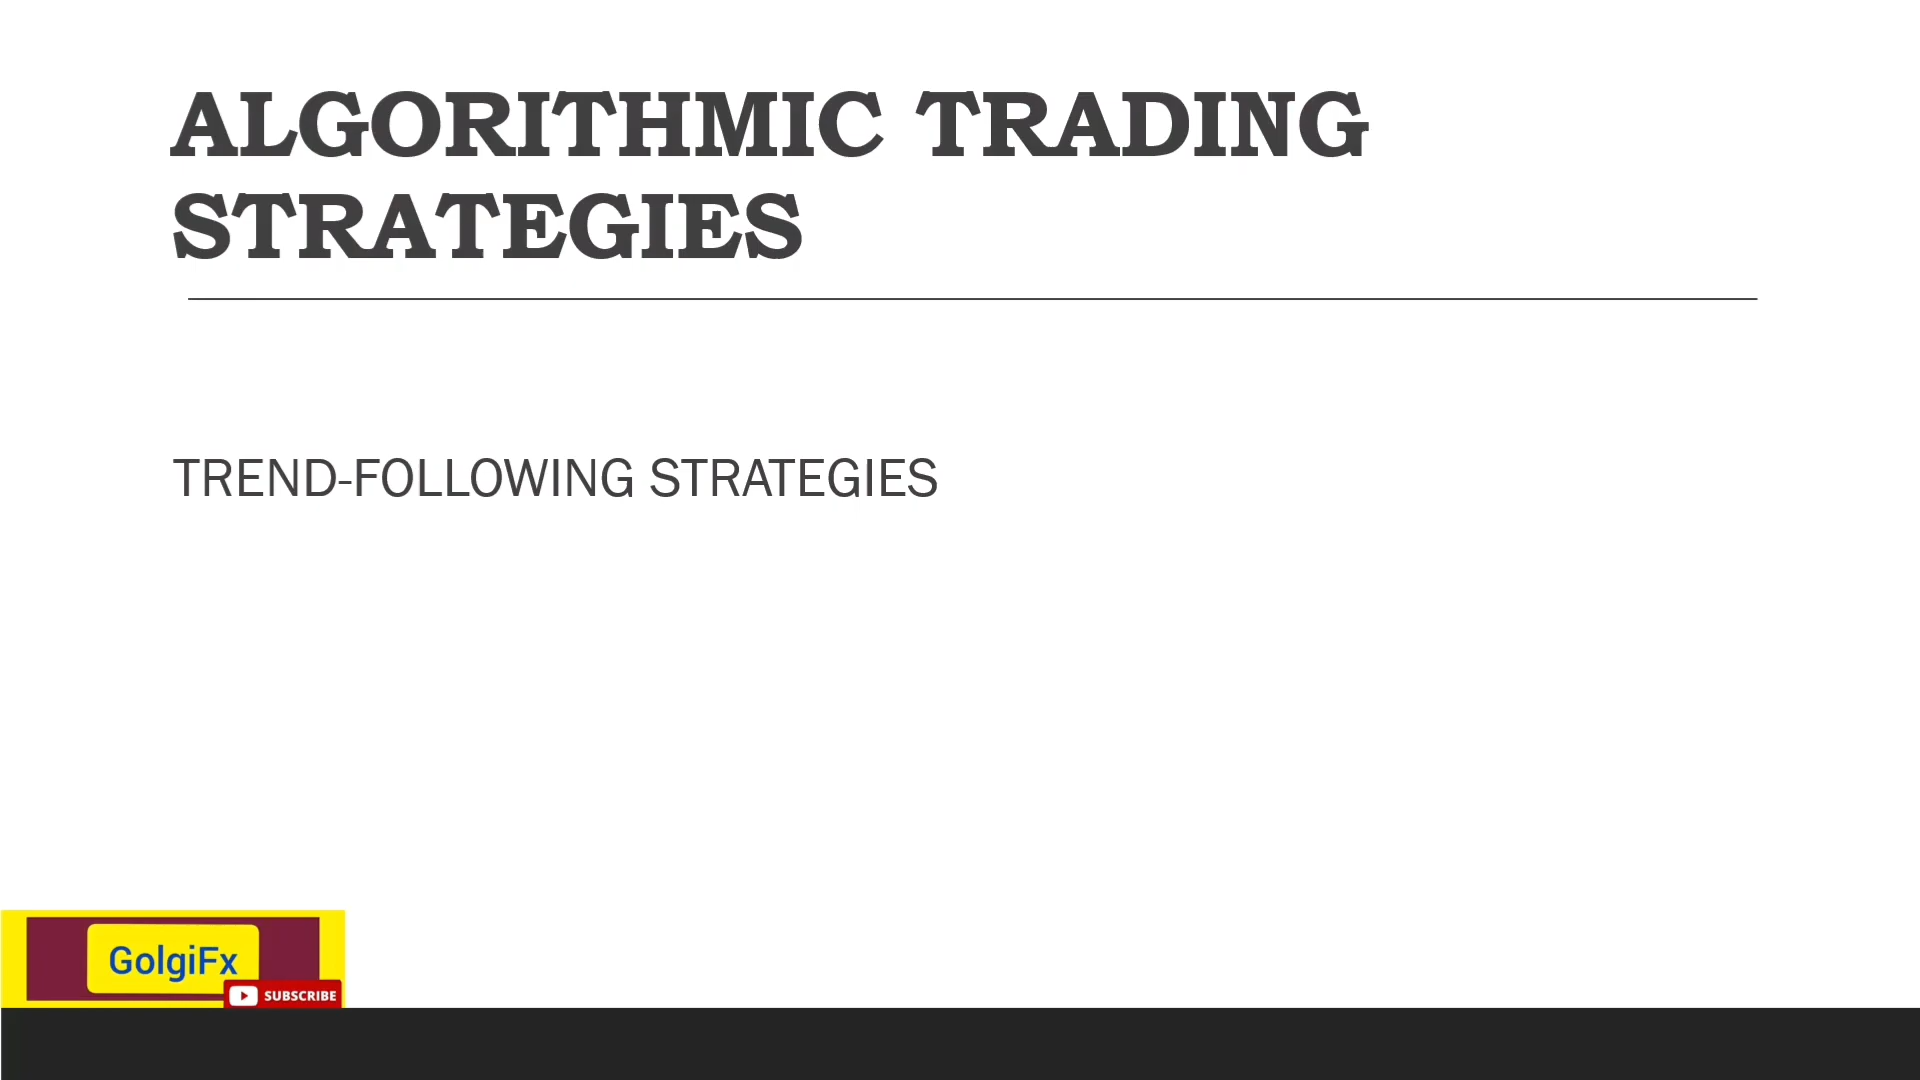 ALGORITHMIC TRADING
STRATEGIES
TREND-FOLLOWING STRATEGIES
GolgiFx
SUBSCRIBE